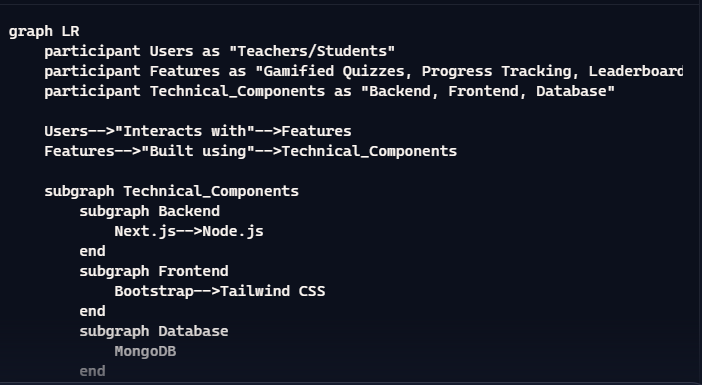 graph LR
participant Users as "Teachers/Students"
participant Features as "Gamified Quizzes, Progress Tracking, Leaderboard
participant Technical_Components as "Backend, Frontend, Database"
Users-->"Interacts with"-->Features
Features-->"Built using"-->Technical_Components
subgraph Technical_Components
subgraph Backend
Next.js-->Node.js
end
subgraph Frontend
Bootstrap-->Tailwind CSS
end
subgraph Database
MongoDB
end